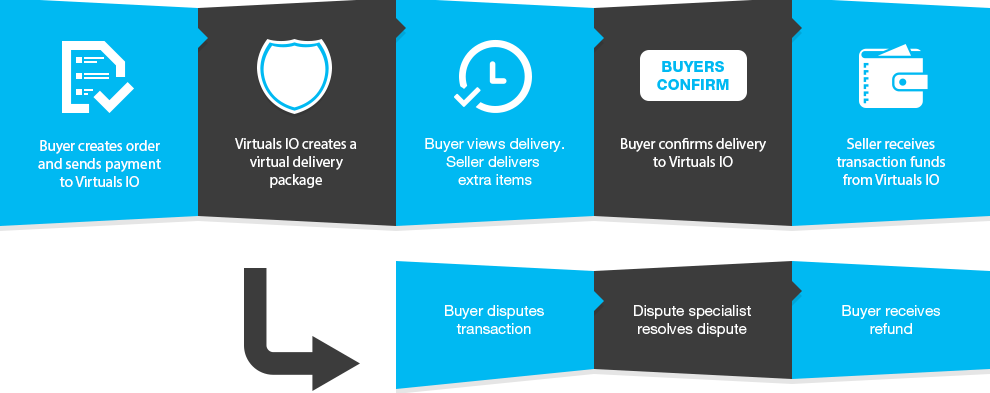 Buyer creates order
and sends payment
to Virtuals IO
Virtuals IO creates a
virtual delivery
package
Buyer views delivery.
Seller delivers
extra items
BUYERS
CONFIRM
Buyer confirms delivery
to Virtuals IO
Seller receives
transaction funds
from Virtuals IO
Buyer disputes
transaction
Dispute specialist
resolves dispute
Buyer receives
refund